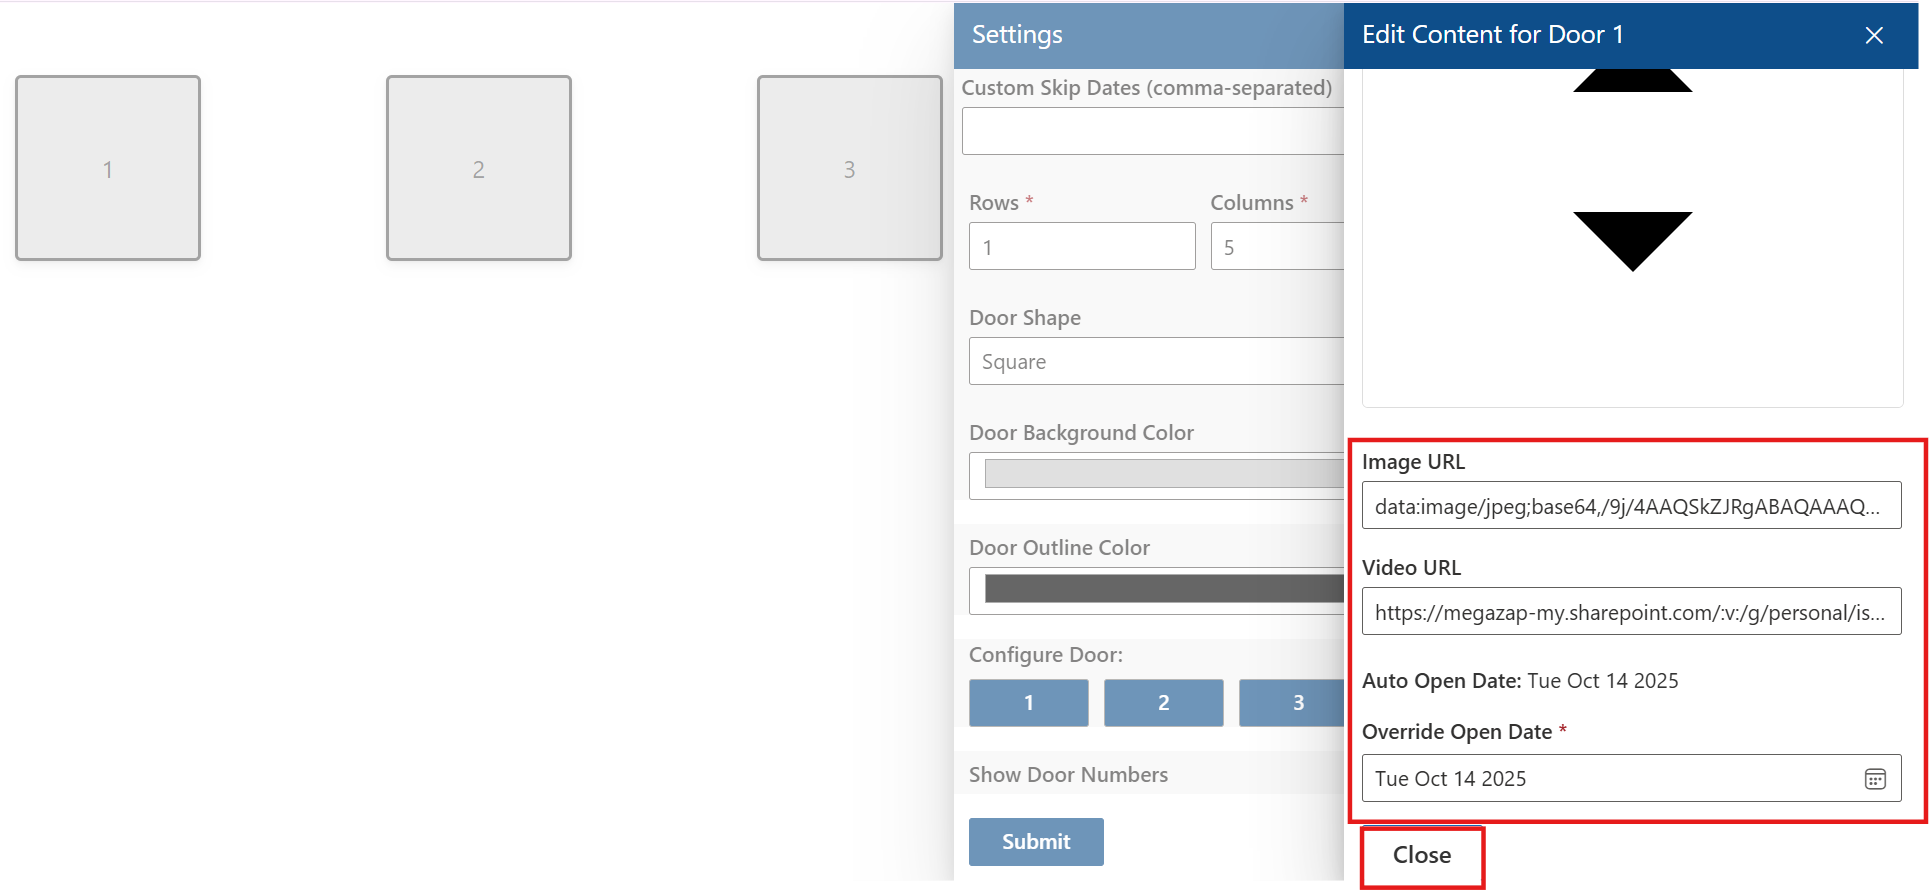 1
2
3
Settings
Custom Skip Dates (comma-separated)
Rows *
Columns *
1
5
Door Shape
Square
Door Background Color
Door Outline Color
Configure Door:
1
2
3
Show Door Numbers
Submit
Edit Content for Door 1
Image URL
data:image/jpeg;base64,/9j/4AAQSkZJRgABAQAAAQ...
Video URL
https://megazap-my.sharepoint.com/:v:/g/personal/is...
Auto Open Date: Tue Oct 14 2025
Override Open Date *
Tue Oct 14 2025
Close